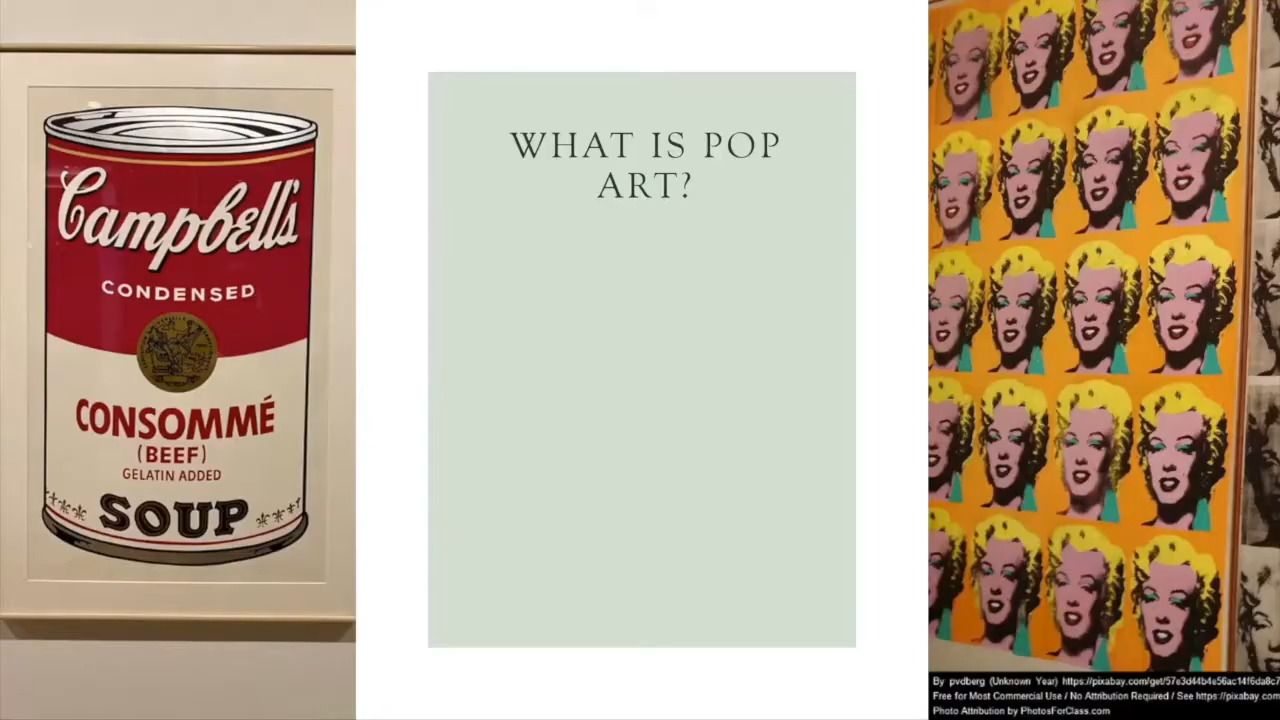 Campbell's
CONDENSED
CONSOMMÉ
(BEEF)
GELATIN ADDED
SOUP
WHAT IS POP
ART?
By pvdberg (Unknown Year) https://pixabay.com/get/57e3d44b4e56ac14f6da8c7
Free for Most Commercial Use / No Attribution Required / See https://pixabay.com
Photo Attribution by PhotosForClass.com